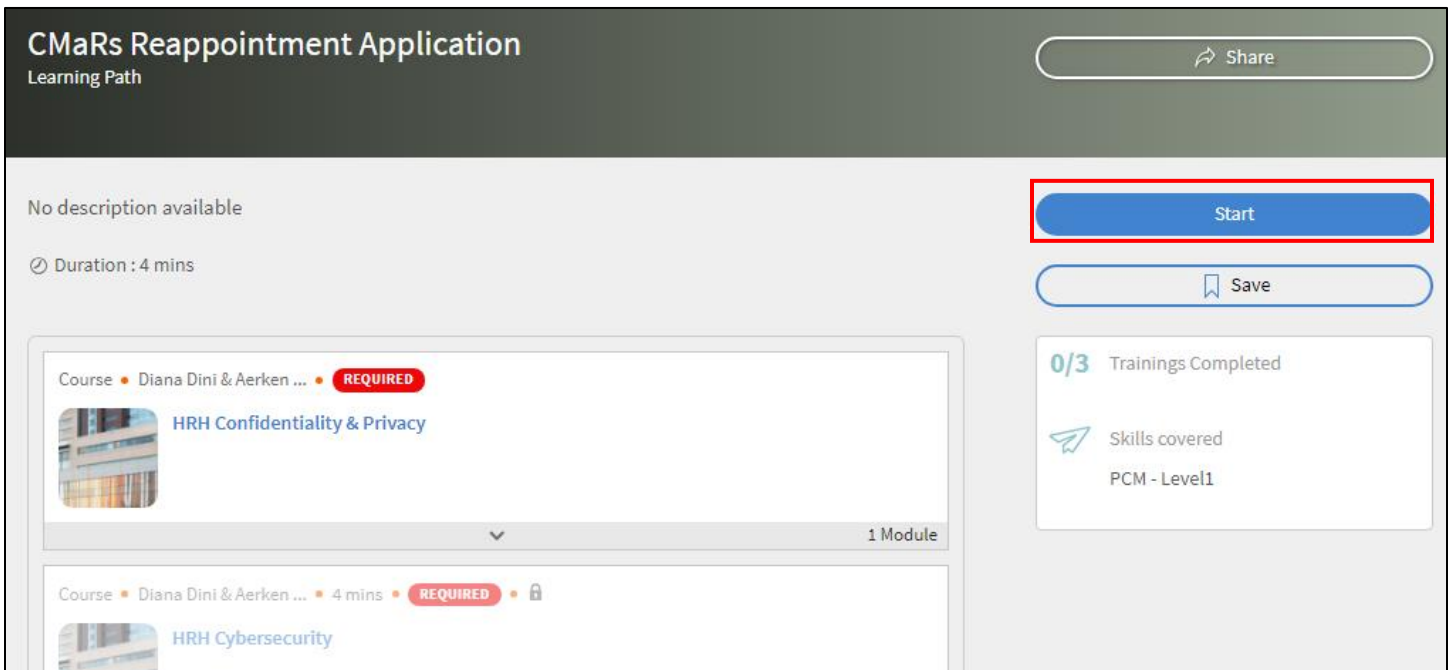 CMaRs Reappointment Application
Learning Path
Share
No description available
Duration : 4 mins
Start
Save
Course • Diana Dini & Aerken ... • REQUIRED
HRH Confidentiality & Privacy
1 Module
0/3 Trainings Completed
Skills covered
PCM - Level1
Course • Diana Dini & Aerken ... • 4 mins • REQUIRED •
HRH Cybersecurity